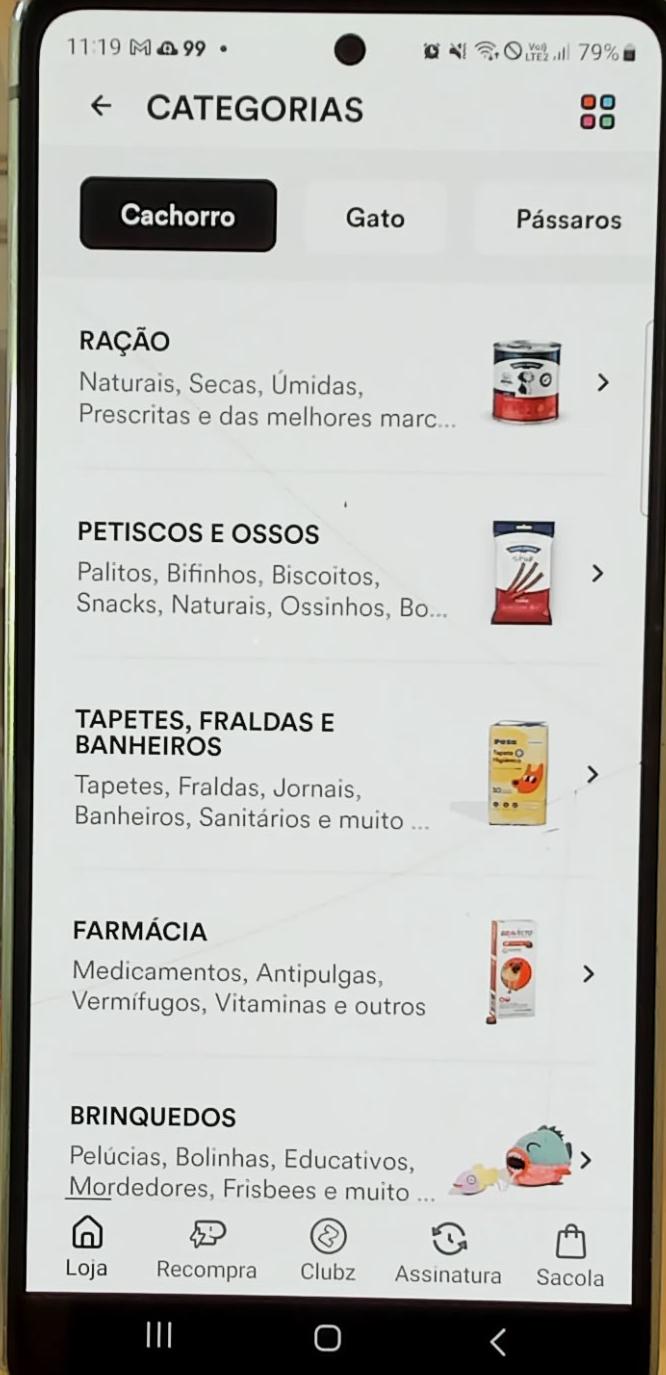 11:19 99 79%
CATEGORIAS
Cachorro Gato Pássaros
RAÇÃO
Naturais, Secas, Úmidas,
Prescritas e das melhores marc...
PETISCOS E OSSOS
Palitos, Bifinhos, Biscoitos,
Snacks, Naturais, Ossinhos, Bo...
TAPETES, FRALDAS E
BANHEIROS
Tapetes, Fraldas, Jornais,
Banheiros, Sanitários e muito ...
FARMÁCIA
Medicamentos, Antipulgas,
Vermífugos, Vitaminas e outros
BRINQUEDOS
Pelúcias, Bolinhas, Educativos,
Mordedores, Frisbees e muito ...
Loja Recompra Clubz Assinatura Sacola